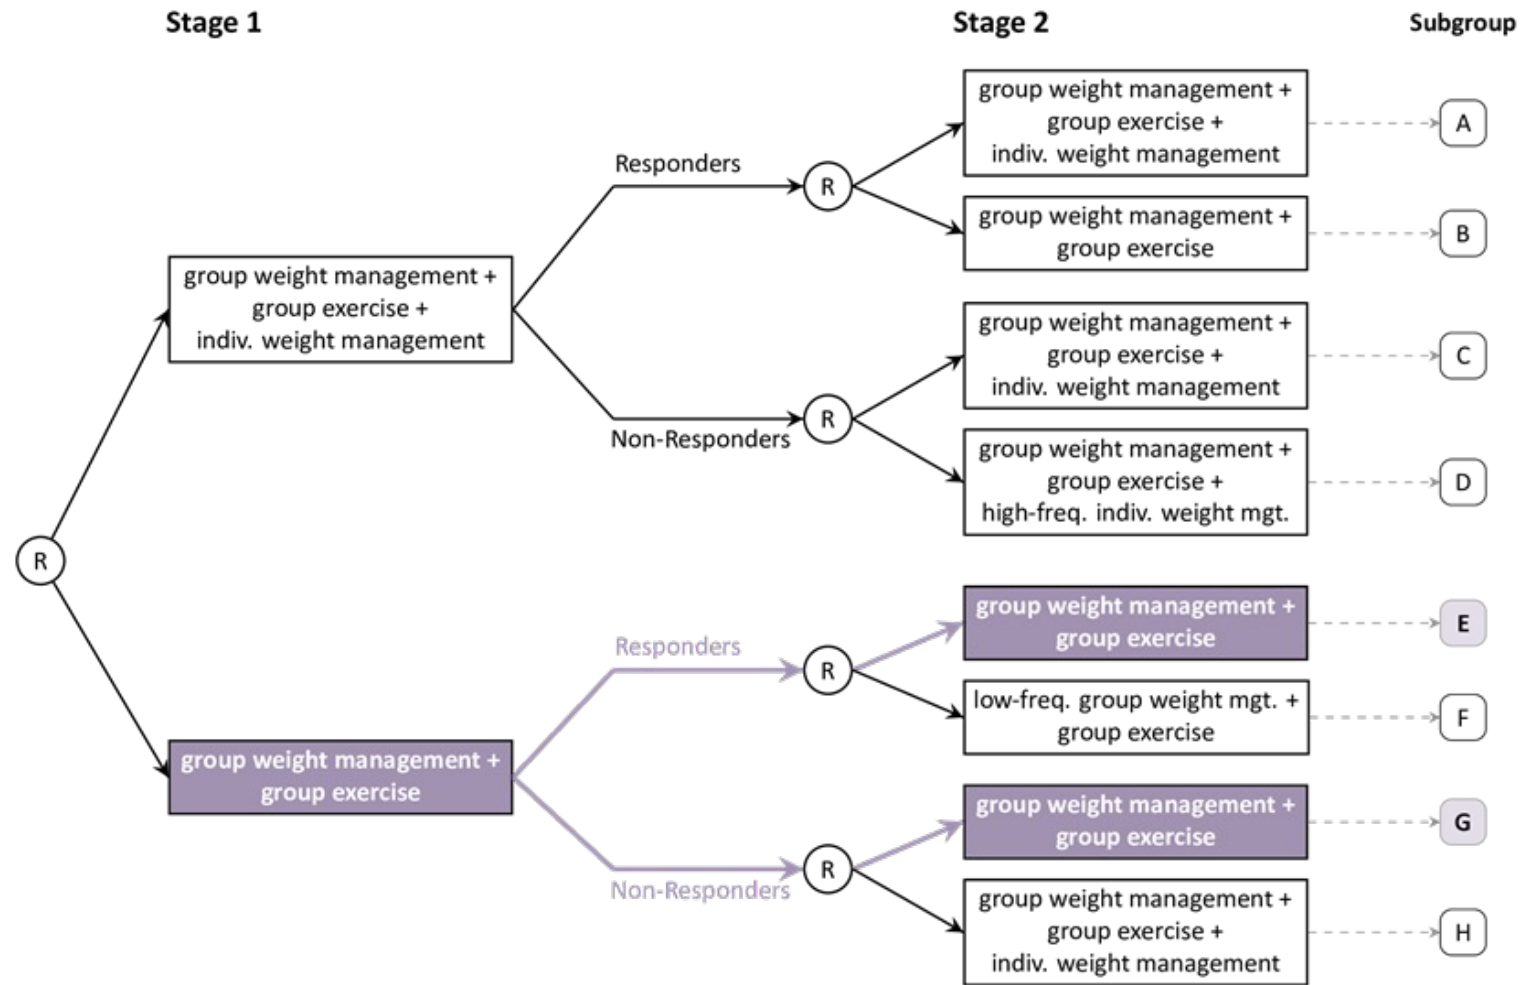 Stage 1
Stage 2
Subgroup
group weight management +
group exercise +
indiv. weight management
A
Responders
R
group weight management +
group exercise
B
group weight management +
group exercise +
indiv. weight management
group weight management +
group exercise +
indiv. weight management
C
R
Non-Responders
group weight management +
group exercise +
high-freq. indiv. weight mgt.
D
R
group weight management +
group exercise
E
Responders
R
low-freq. group weight mgt. +
group exercise
F
group weight management +
group exercise
group weight management +
group exercise
G
R
Non-Responders
group weight management +
group exercise +
indiv. weight management
H